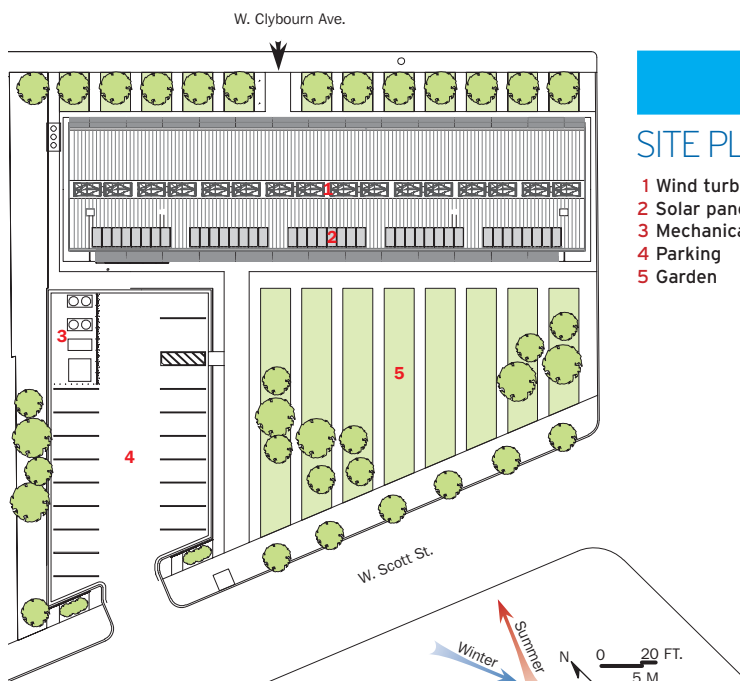 W. Clybourn Ave.
SITE PL
1 Wind turb
2 Solar pane
3 Mechanica
4 Parking
5 Garden
1
2
3
4
5
W. Scott St.
Winter
Summer
N
0 20 FT.
5 M